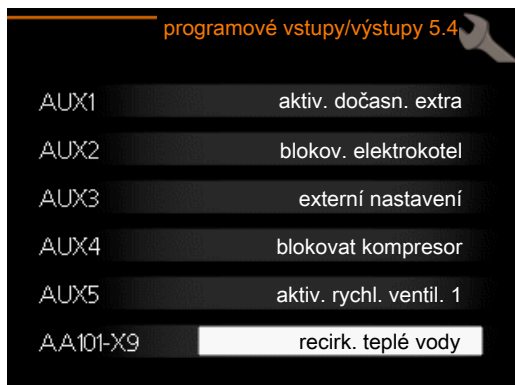 programové vstupy/výstupy 5.4
AUX1 aktiv. dočasn. extra
AUX2 blokov. elektrokotel
AUX3 externí nastavení
AUX4 blokovat kompresor
AUX5 aktiv. rychl. ventil. 1
AA101-X9 recirk. teplé vody